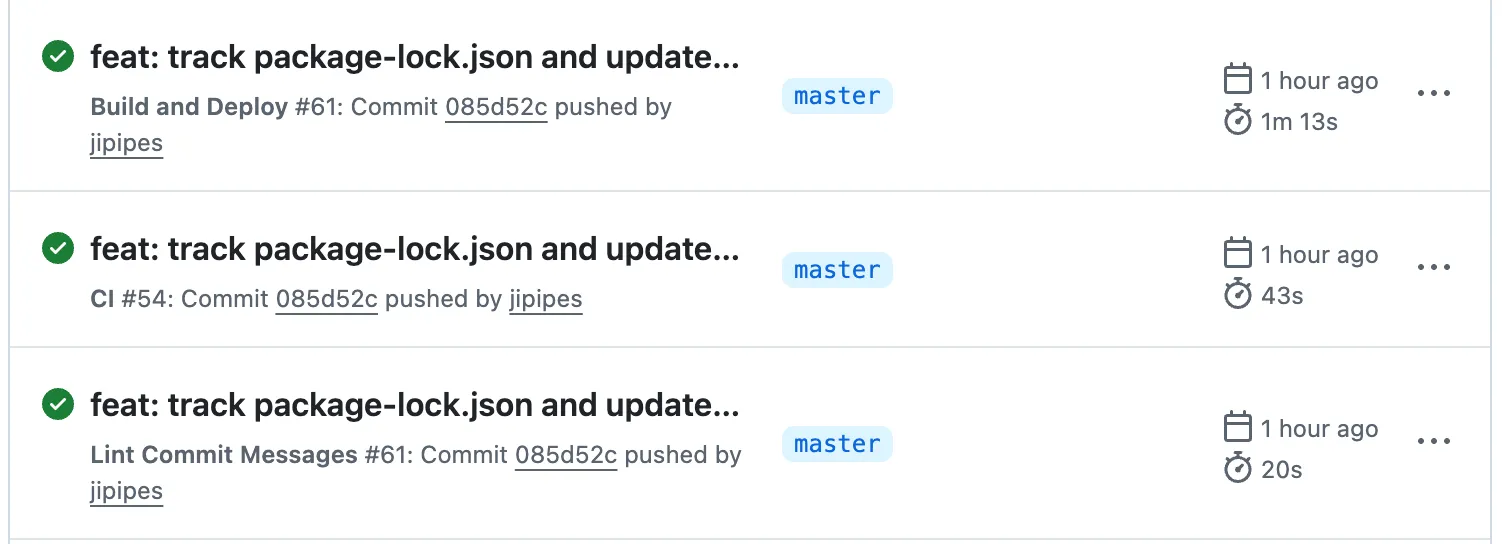 feat: track package-lock.json and update...
Build and Deploy #61: Commit 085d52c pushed by
jipipes
master
1 hour ago
1m 13s
feat: track package-lock.json and update...
CI #54: Commit 085d52c pushed by jipipes
master
1 hour ago
43s
feat: track package-lock.json and update...
Lint Commit Messages #61: Commit 085d52c pushed by
jipipes
master
1 hour ago
20s